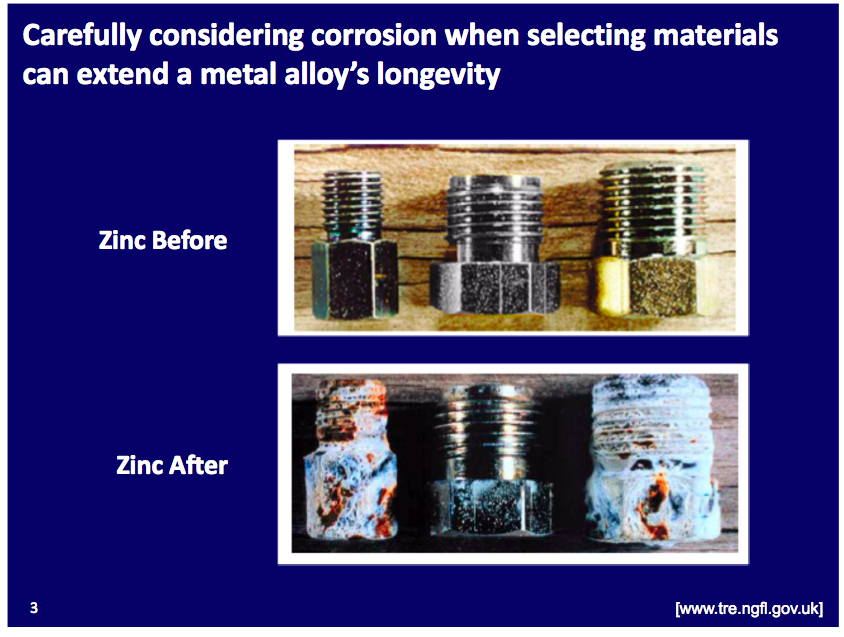 Carefully considering corrosion when selecting materials
can extend a metal alloy's longevity
Zinc Before
Zinc After
3
[www.tre.ngfl.gov.uk]